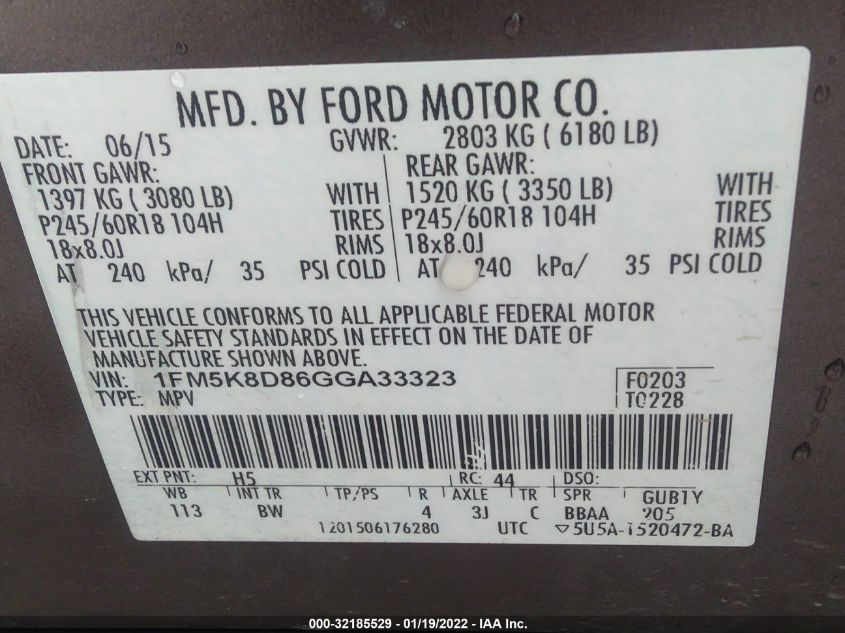 MFD. BY FORD MOTOR CO.
DATE: 06/15 GVWR: 2803 KG ( 6180 LB)
FRONT GAWR: REAR GAWR:
1397 KG ( 3080 LB) WITH 1520 KG ( 3350 LB) WITH
P245/60R18 104H TIRES P245/60R18 104H TIRES
18x8.0J RIMS 18x8.0J RIMS
AT 240 kPa/ 35 PSI COLD AT 240 kPa/ 35 PSI COLD
THIS VEHICLE CONFORMS TO ALL APPLICABLE FEDERAL MOTOR
VEHICLE SAFETY STANDARDS IN EFFECT ON THE DATE OF
MANUFACTURE SHOWN ABOVE.
VIN: 1FM5K8D86GGA33323 F0203
TYPE: MPV T0228
EXT PNT: H5 RC: 44 DSO:
WB INT TR TP/PS R AXLE TR SPR GUB1Y
113 BW 4 3J C BBAA 205
1201506176280 UTC ▽5U5A-1520472-BA
000-32185529 - 01/19/2022 - IAA Inc.